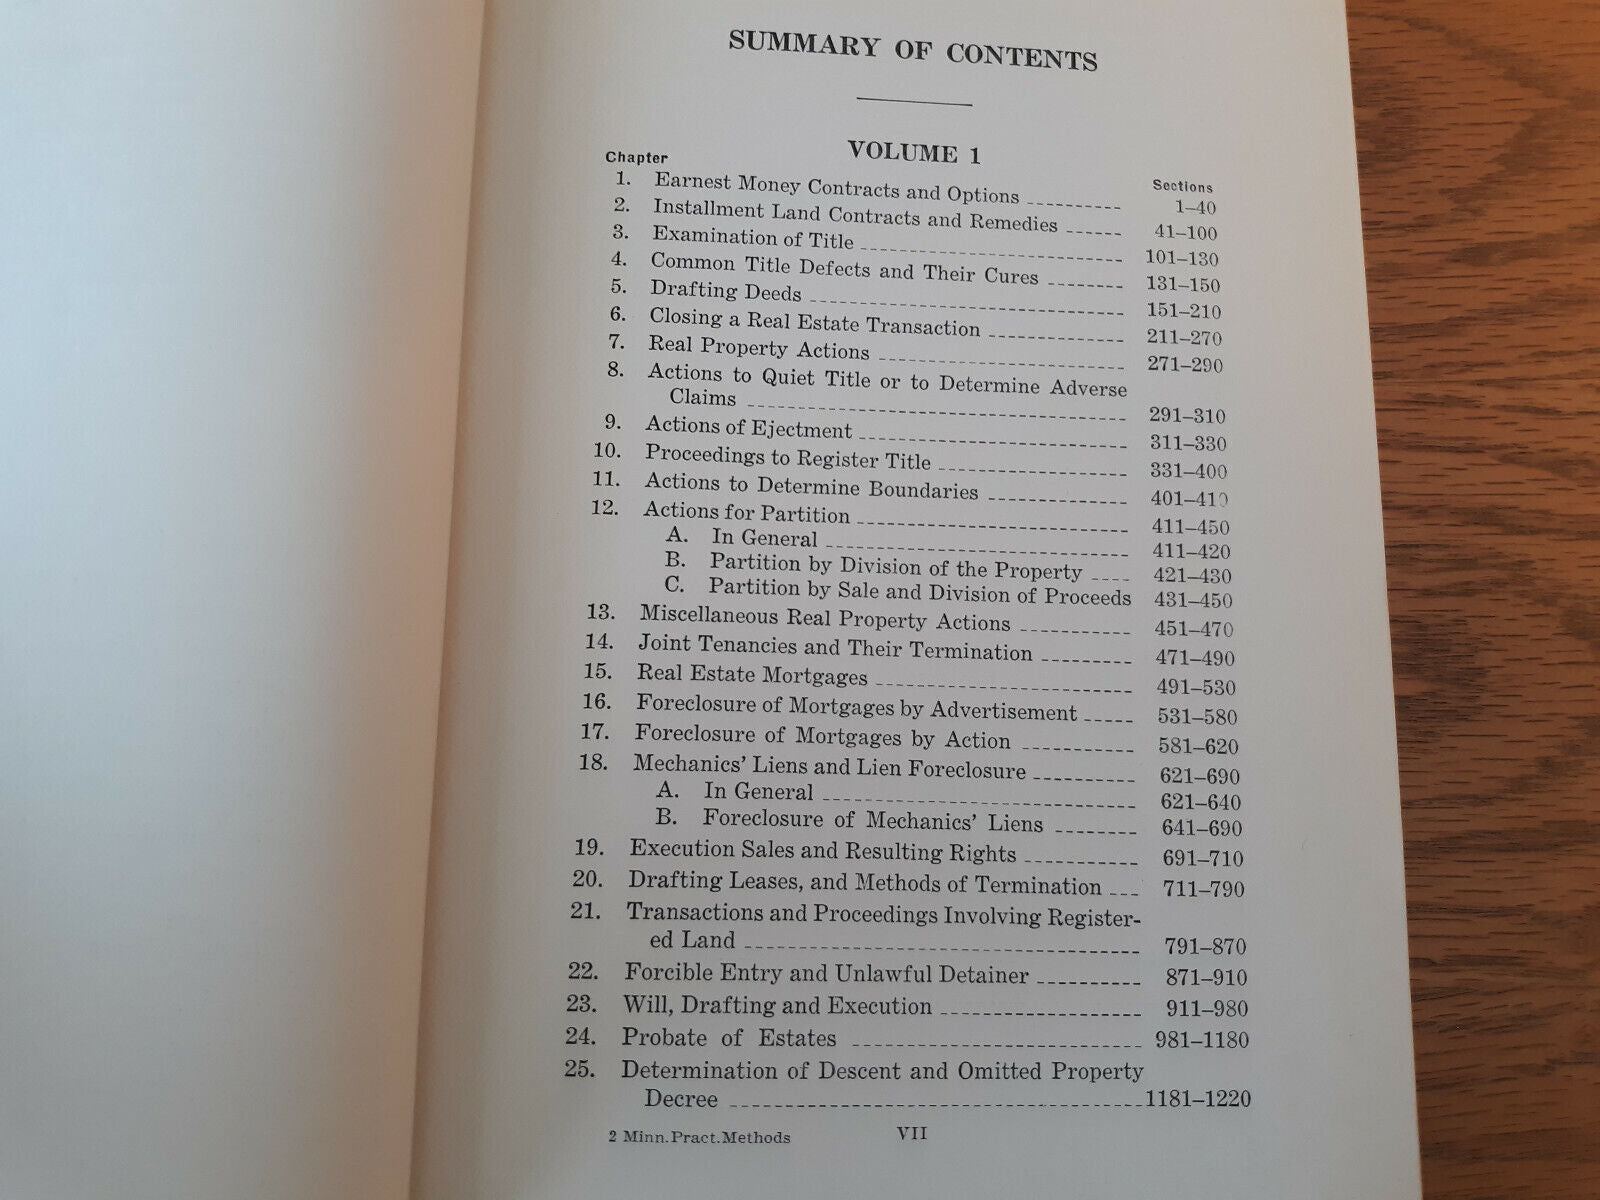 SUMMARY OF CONTENTS
VOLUME 1
Chapter Sections
1. Earnest Money Contracts and Options 1–40
2. Installment Land Contracts and Remedies 41–100
3. Examination of Title 101–130
4. Common Title Defects and Their Cures 131–150
5. Drafting Deeds 151–210
6. Closing a Real Estate Transaction 211–270
7. Real Property Actions 271–290
8. Actions to Quiet Title or to Determine Adverse
Claims 291–310
9. Actions of Ejectment 311–330
10. Proceedings to Register Title 331–400
11. Actions to Determine Boundaries 401–410
12. Actions for Partition 411–450
A. In General 411–420
B. Partition by Division of the Property 421–430
C. Partition by Sale and Division of Proceeds 431–450
13. Miscellaneous Real Property Actions 451–470
14. Joint Tenancies and Their Termination 471–490
15. Real Estate Mortgages 491–530
16. Foreclosure of Mortgages by Advertisement 531–580
17. Foreclosure of Mortgages by Action 581–620
18. Mechanics' Liens and Lien Foreclosure 621–690
A. In General 621–640
B. Foreclosure of Mechanics' Liens 641–690
19. Execution Sales and Resulting Rights 691–710
20. Drafting Leases, and Methods of Termination 711–790
21. Transactions and Proceedings Involving Register-
ed Land 791–870
22. Forcible Entry and Unlawful Detainer 871–910
23. Will, Drafting and Execution 911–980
24. Probate of Estates 981–1180
25. Determination of Descent and Omitted Property
Decree 1181–1220
2 Minn.Pract.Methods VII